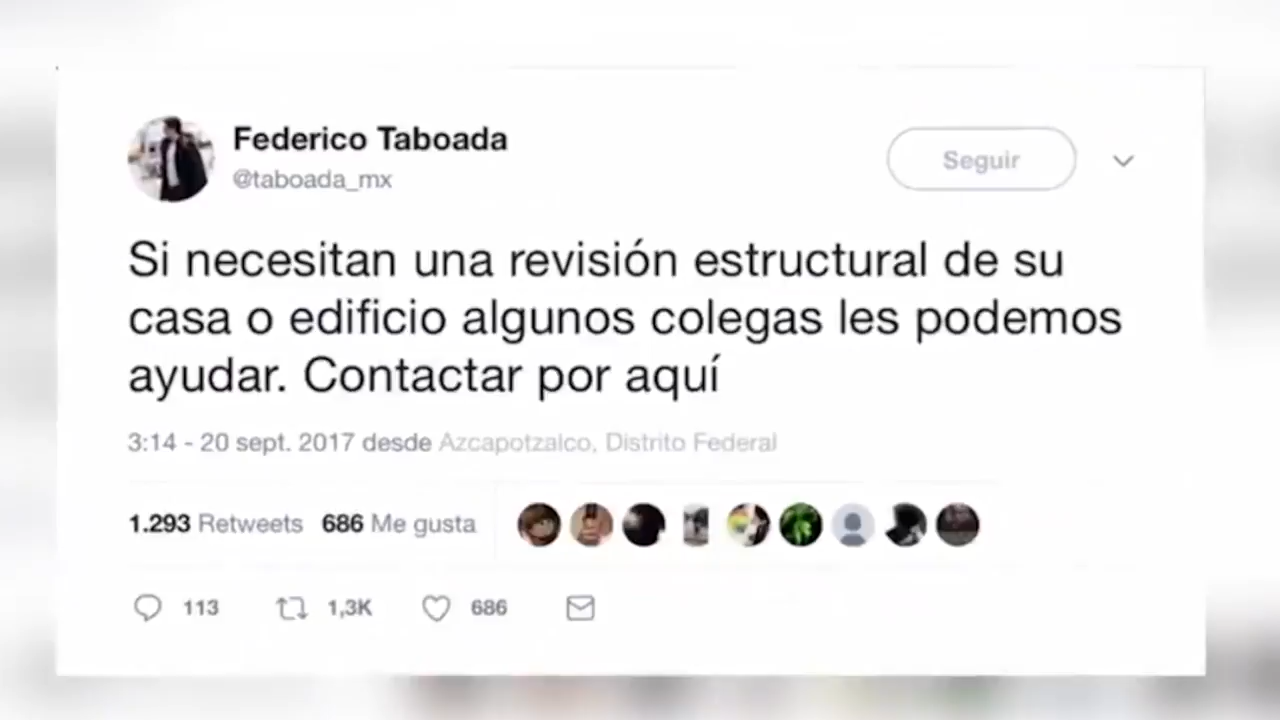 Federico Taboada
@taboada_mx
Seguir
Si necesitan una revisión estructural de su
casa o edificio algunos colegas les podemos
ayudar. Contactar por aquí
3:14 - 20 sept. 2017 desde Azcapotzalco, Distrito Federal
1.293 Retweets 686 Me gusta
113 1,3K 686